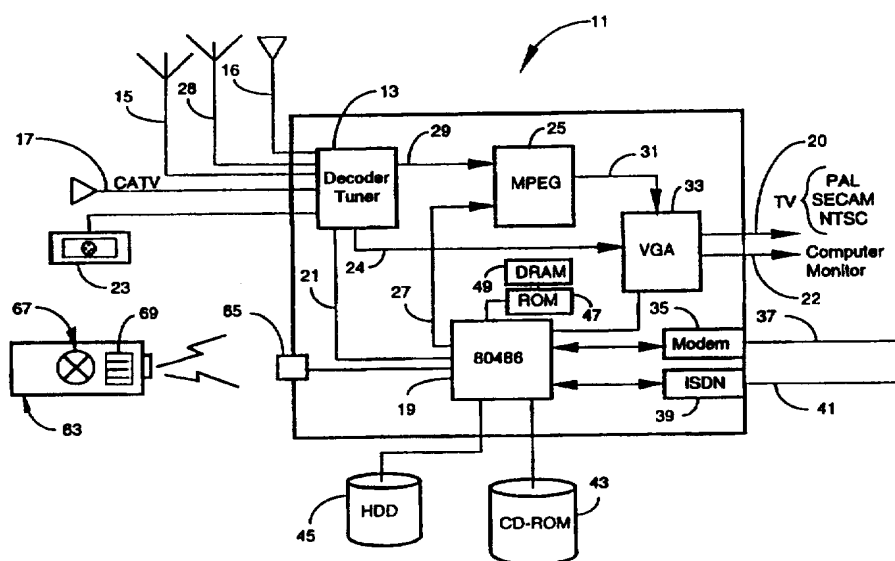 11
28
16
15
13
25
17
CATV
29
31
20
Decoder
Tuner
MPEG
33
TV
PAL
SECAM
NTSC
VGA
Computer
Monitor
23
24
21
49
DRAM
ROM
47
22
27
35
37
67
69
65
80486
Modem
ISDN
63
19
39
41
45
HDD
43
CD-ROM